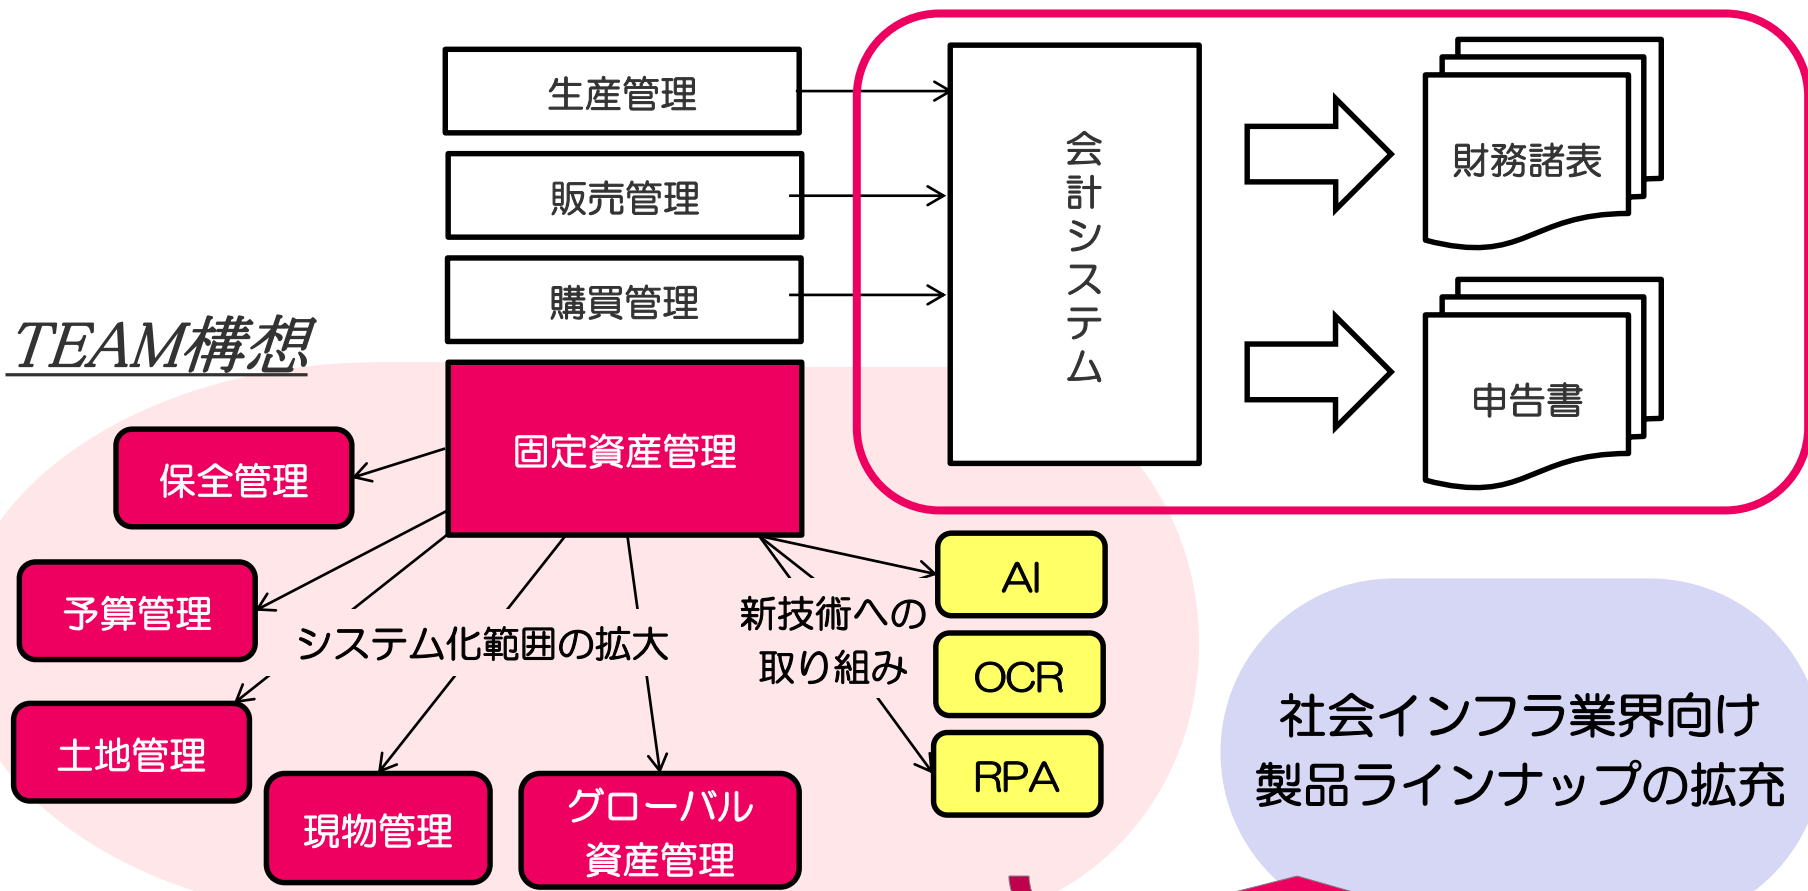 生産管理
販売管理
購買管理
会計システム
財務諸表
申告書
TEAM構想
固定資産管理
保全管理
予算管理
土地管理
現物管理
グローバル
資産管理
システム化範囲の拡大
新技術への
取り組み
AI
OCR
RPA
社会インフラ業界向け
製品ラインナップの拡充